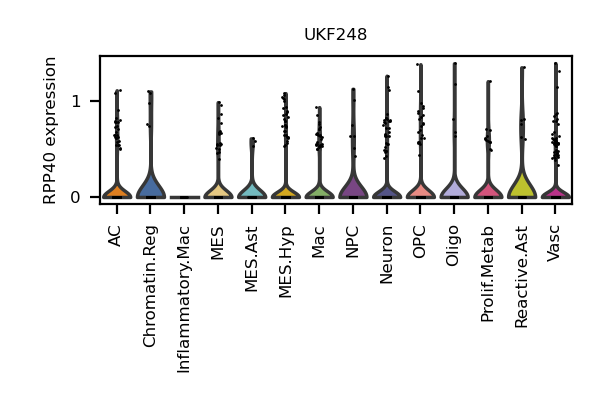 UKF248
RPP40 expression
1
0
AC
Chromatin.Reg
Inflammatory.Mac
MES
MES.Ast
MES.Hyp
Mac
NPC
Neuron
OPC
Oligo
Prolif.Metab
Reactive.Ast
Vasc